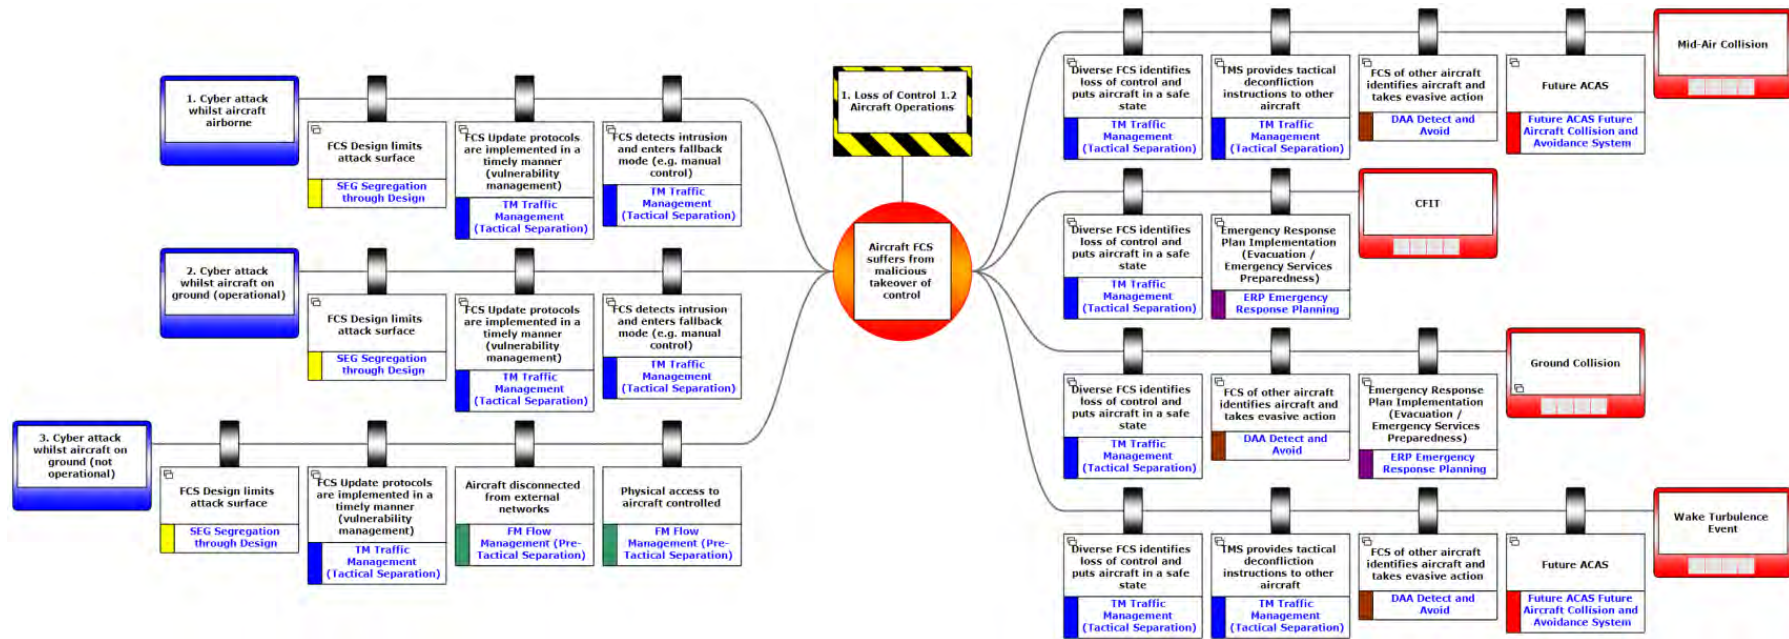 1. Cyber attack
whilst aircraft
airborne
FCS Design limits
attack surface
SEG Segregation
through Design
FCS Update protocols
are implemented in a
timely manner
(vulnerability
management)
TM Traffic
Management
(Tactical Separation)
FCS detects intrusion
and enters fallback
mode (e.g. manual
control)
TM Traffic
Management
(Tactical Separation)
2. Cyber attack
whilst aircraft on
ground (operational)
FCS Design limits
attack surface
SEG Segregation
through Design
FCS Update protocols
are implemented in a
timely manner
(vulnerability
management)
TM Traffic
Management
(Tactical Separation)
FCS detects intrusion
and enters fallback
mode (e.g. manual
control)
TM Traffic
Management
(Tactical Separation)
3. Cyber attack
whilst aircraft on
ground (not
operational)
FCS Design limits
attack surface
SEG Segregation
through Design
FCS Update protocols
are implemented in a
timely manner
(vulnerability
management)
TM Traffic
Management
(Tactical Separation)
Aircraft disconnected
from external
networks
FM Flow
Management (Pre-
Tactical Separation)
Physical access to
aircraft controlled
FM Flow
Management (Pre-
Tactical Separation)
1. Loss of Control 1.2
Aircraft Operations
Aircraft FCS
suffers from
malicious
takeover of
control
Diverse FCS identifies
loss of control and
puts aircraft in a safe
state
TM Traffic
Management
(Tactical Separation)
TMS provides tactical
deconfliction
instructions to other
aircraft
TM Traffic
Management
(Tactical Separation)
FCS of other aircraft
identifies aircraft and
takes evasive action
DAA Detect and
Avoid
Future ACAS
Future ACAS Future
Aircraft Collision and
Avoidance System
Mid-Air Collision
Diverse FCS identifies
loss of control and
puts aircraft in a safe
state
TM Traffic
Management
(Tactical Separation)
Emergency Response
Plan Implementation
(Evacuation /
Emergency Services
Preparedness)
ERP Emergency
Response Planning
CFIT
Diverse FCS identifies
loss of control and
puts aircraft in a safe
state
TM Traffic
Management
(Tactical Separation)
FCS of other aircraft
identifies aircraft and
takes evasive action
DAA Detect and
Avoid
Emergency Response
Plan Implementation
(Evacuation /
Emergency Services
Preparedness)
ERP Emergency
Response Planning
Ground Collision
Diverse FCS identifies
loss of control and
puts aircraft in a safe
state
TM Traffic
Management
(Tactical Separation)
TMS provides tactical
deconfliction
instructions to other
aircraft
TM Traffic
Management
(Tactical Separation)
FCS of other aircraft
identifies aircraft and
takes evasive action
DAA Detect and
Avoid
Future ACAS
Future ACAS Future
Aircraft Collision and
Avoidance System
Wake Turbulence
Event